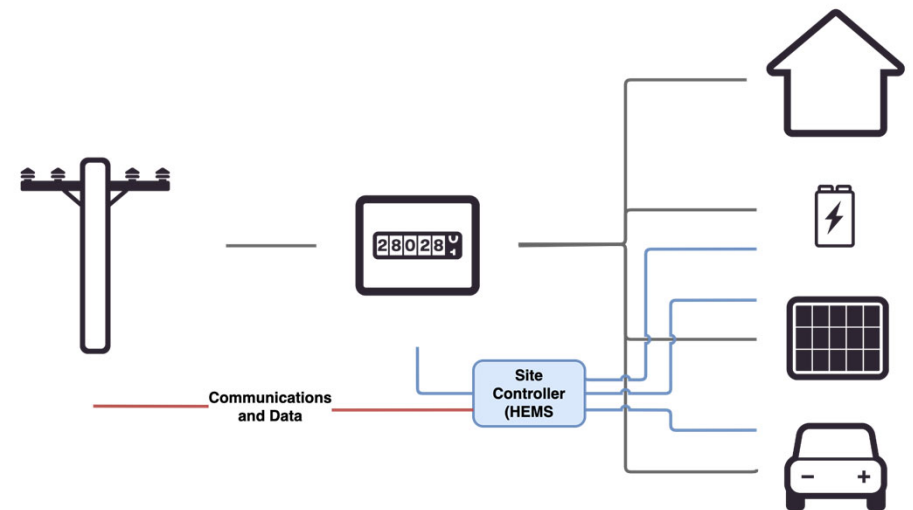 28028
Communications
and Data
Site
Controller
(HEMS
- +